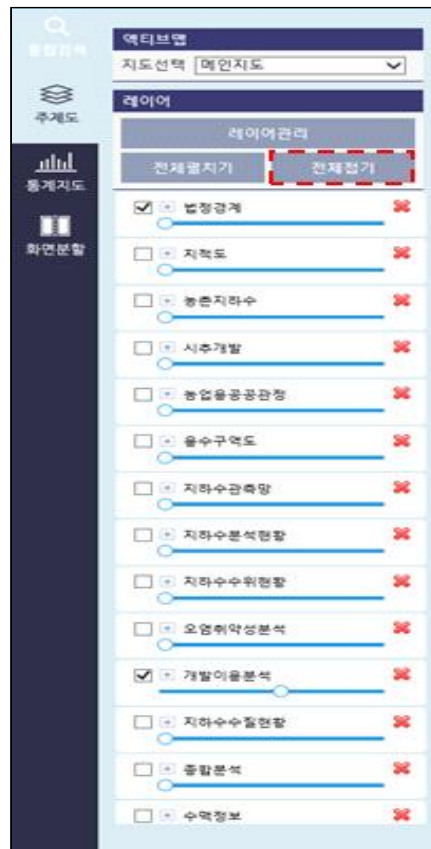 통합검색
주제도
통계지도
화면분할
액티브맵
지도선택 메인지도
레이어
레이어관리
전체펼치기 전체접기
법정경계
지적도
농촌지하수
시추개발
농업용공공관정
용수구역도
지하수관측망
지하수분석현황
지하수수위현황
오염취약성분석
개발이용분석
지하수수질현황
종합분석
수맥정보